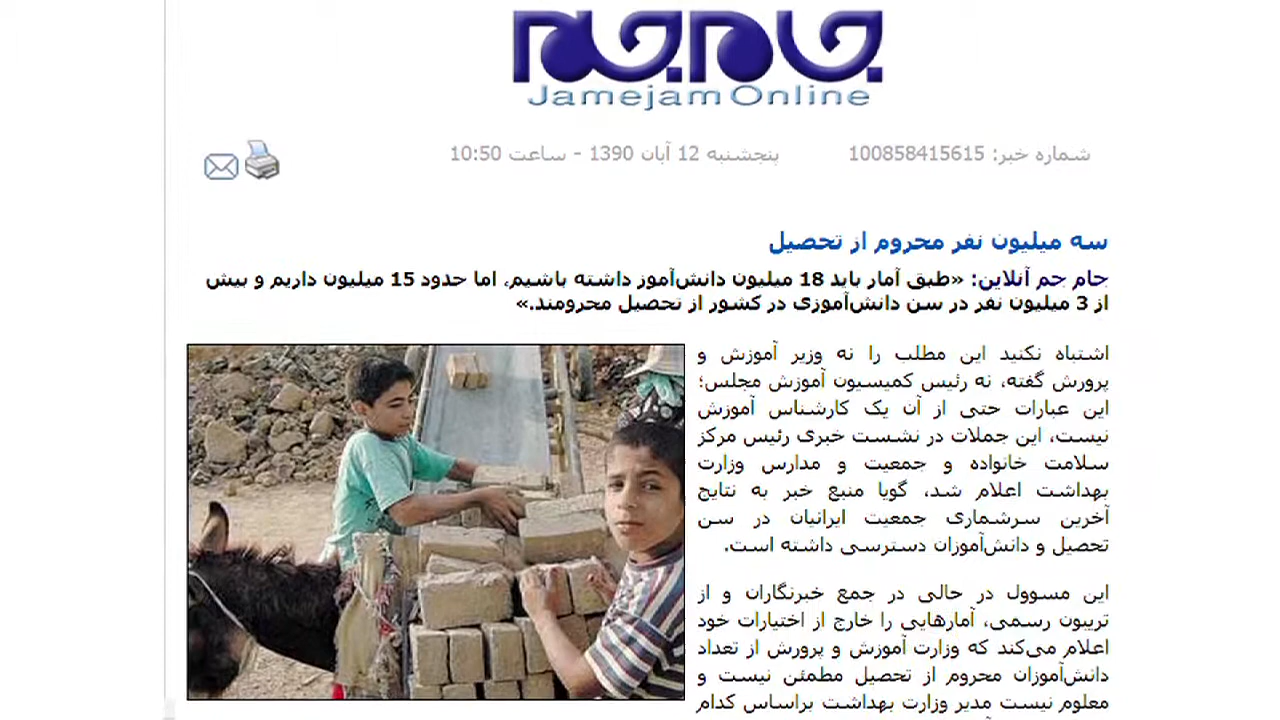 جام جم
JamejamOnline
شماره خبر: 100858415615 پنجشنبه 12 آبان 1390 - ساعت 10:50
سه میلیون نفر محروم از تحصیل
جام جم آنلاین: «طبق آمار باید 18 میلیون دانش‌آموز داشته باشیم، اما حدود 15 میلیون داریم و بیش
از 3 میلیون نفر در سن دانش‌آموزی در کشور از تحصیل محرومند.»
اشتباه نکنید این مطلب را نه وزیر آموزش و
پرورش گفته، نه رئیس کمیسیون آموزش مجلس؛
این عبارات حتی از آن یک کارشناس آموزش
نیست، این جملات در نشست خبری رئیس مرکز
سلامت خانواده و جمعیت و مدارس وزارت
بهداشت اعلام شد، گویا منبع خبر به نتایج
آخرین سرشماری جمعیت ایرانیان در سن
تحصیل و دانش‌آموزان دسترسی داشته است.
این مسوول در حالی در جمع خبرنگاران و از
تریبون رسمی، آمارهایی را خارج از اختیارات خود
اعلام می‌کند که وزارت آموزش و پرورش از تعداد
دانش‌آموزان محروم از تحصیل مطمئن نیست و
معلوم نیست مدیر وزارت بهداشت براساس کدام